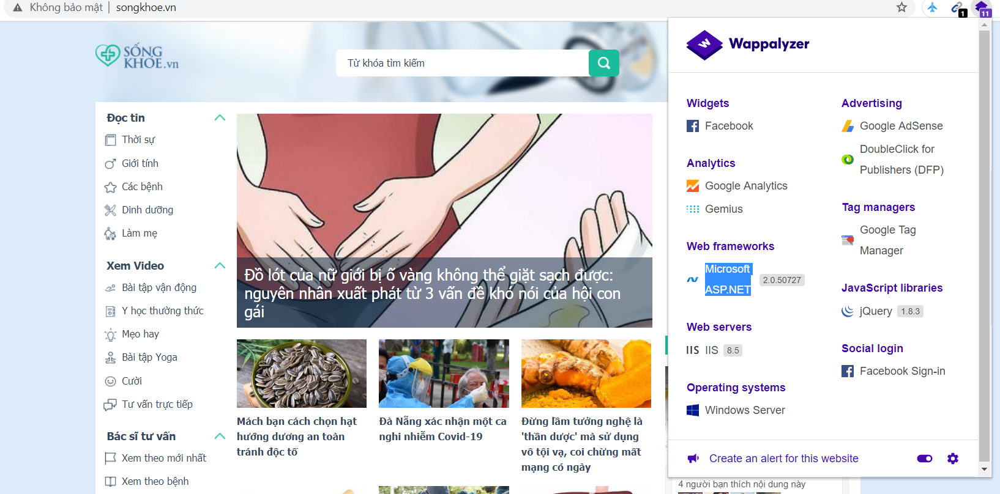 Không bảo mật | songkhoe.vn
1
11
SỐNG
KHOE.vn
Từ khóa tìm kiếm
Đọc tin
Thời sự
Giới tính
Các bệnh
Dinh dưỡng
Làm mẹ
Xem Video
Bài tập vận động
Y học thường thức
Mẹo hay
Bài tập Yoga
Cười
Tư vấn trực tiếp
Bác sĩ tư vấn
Xem theo mới nhất
Xem theo bệnh
Đồ lót của nữ giới bị ố vàng không thể giặt sạch được:
nguyên nhân xuất phát từ 3 vấn đề khó nói của hội con
gái
Mách bạn cách chọn hạt
hướng dương an toàn
tránh độc tố
Đà Nẵng xác nhận một ca
nghi nhiễm Covid-19
Đừng lầm tưởng nghệ là
'thần dược' mà sử dụng
vô tội vạ, coi chừng mất
mạng có ngày
Wappalyzer
Widgets
Facebook
Analytics
Google Analytics
Gemius
Web frameworks
Microsoft
ASP.NET
2.0.50727
Web servers
IIS IIS 8.5
Operating systems
Windows Server
Advertising
Google AdSense
DoubleClick for
Publishers (DFP)
Tag managers
Google Tag
Manager
JavaScript libraries
jQuery 1.8.3
Social login
Facebook Sign-in
Create an alert for this website
4 người bạn thích nội dung này